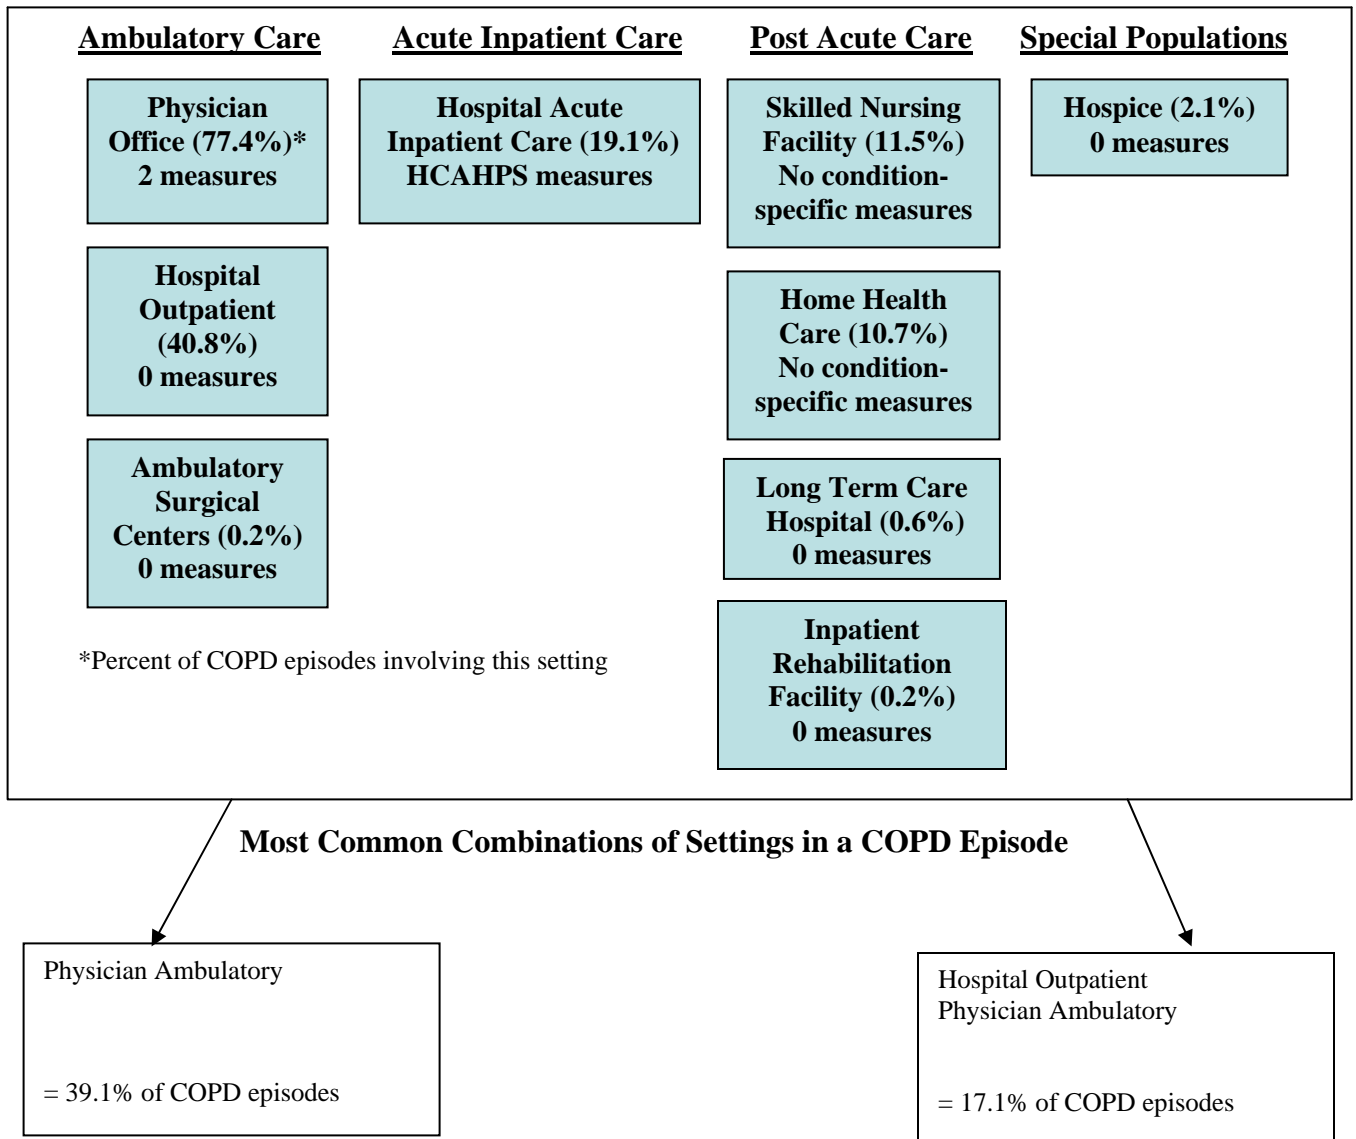 Ambulatory Care
Acute Inpatient Care
Post Acute Care
Special Populations
Physician
Office (77.4%)*
2 measures
Hospital
Outpatient
(40.8%)
0 measures
Ambulatory
Surgical
Centers (0.2%)
0 measures
Hospital Acute
Inpatient Care (19.1%)
HCAHPS measures
Skilled Nursing
Facility (11.5%)
No condition-
specific measures
Home Health
Care (10.7%)
No condition-
specific measures
Long Term Care
Hospital (0.6%)
0 measures
Inpatient
Rehabilitation
Facility (0.2%)
0 measures
Hospice (2.1%)
0 measures
*Percent of COPD episodes involving this setting
Most Common Combinations of Settings in a COPD Episode
Physician Ambulatory
= 39.1% of COPD episodes
Hospital Outpatient
Physician Ambulatory
= 17.1% of COPD episodes